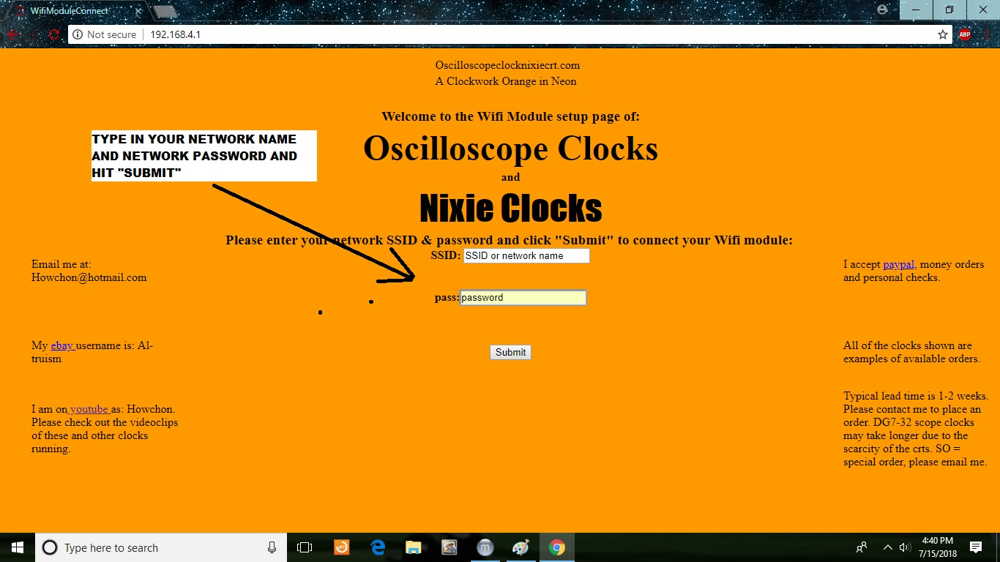 WifiModuleConnect
Not secure
192.168.4.1
ABP
Oscilloscopeclocknixiecrt.com
A Clockwork Orange in Neon
Welcome to the Wifi Module setup page of:
TYPE IN YOUR NETWORK NAME
AND NETWORK PASSWORD AND
HIT "SUBMIT"
Oscilloscope Clocks
and
Nixie Clocks
Please enter your network SSID & password and click "Submit" to connect your Wifi module:
SSID: SSID or network name
Email me at:
Howchon@hotmail.com
I accept paypal, money orders
and personal checks.
pass: password
My ebay username is: Al-
truism
Submit
All of the clocks shown are
examples of available orders.
I am on youtube as: Howchon.
Please check out the videoclips
of these and other clocks
running.
Typical lead time is 1-2 weeks.
Please contact me to place an
order. DG7-32 scope clocks
may take longer due to the
scarcity of the crts. SO =
special order, please email me.
Type here to search
4:40 PM
7/15/2018